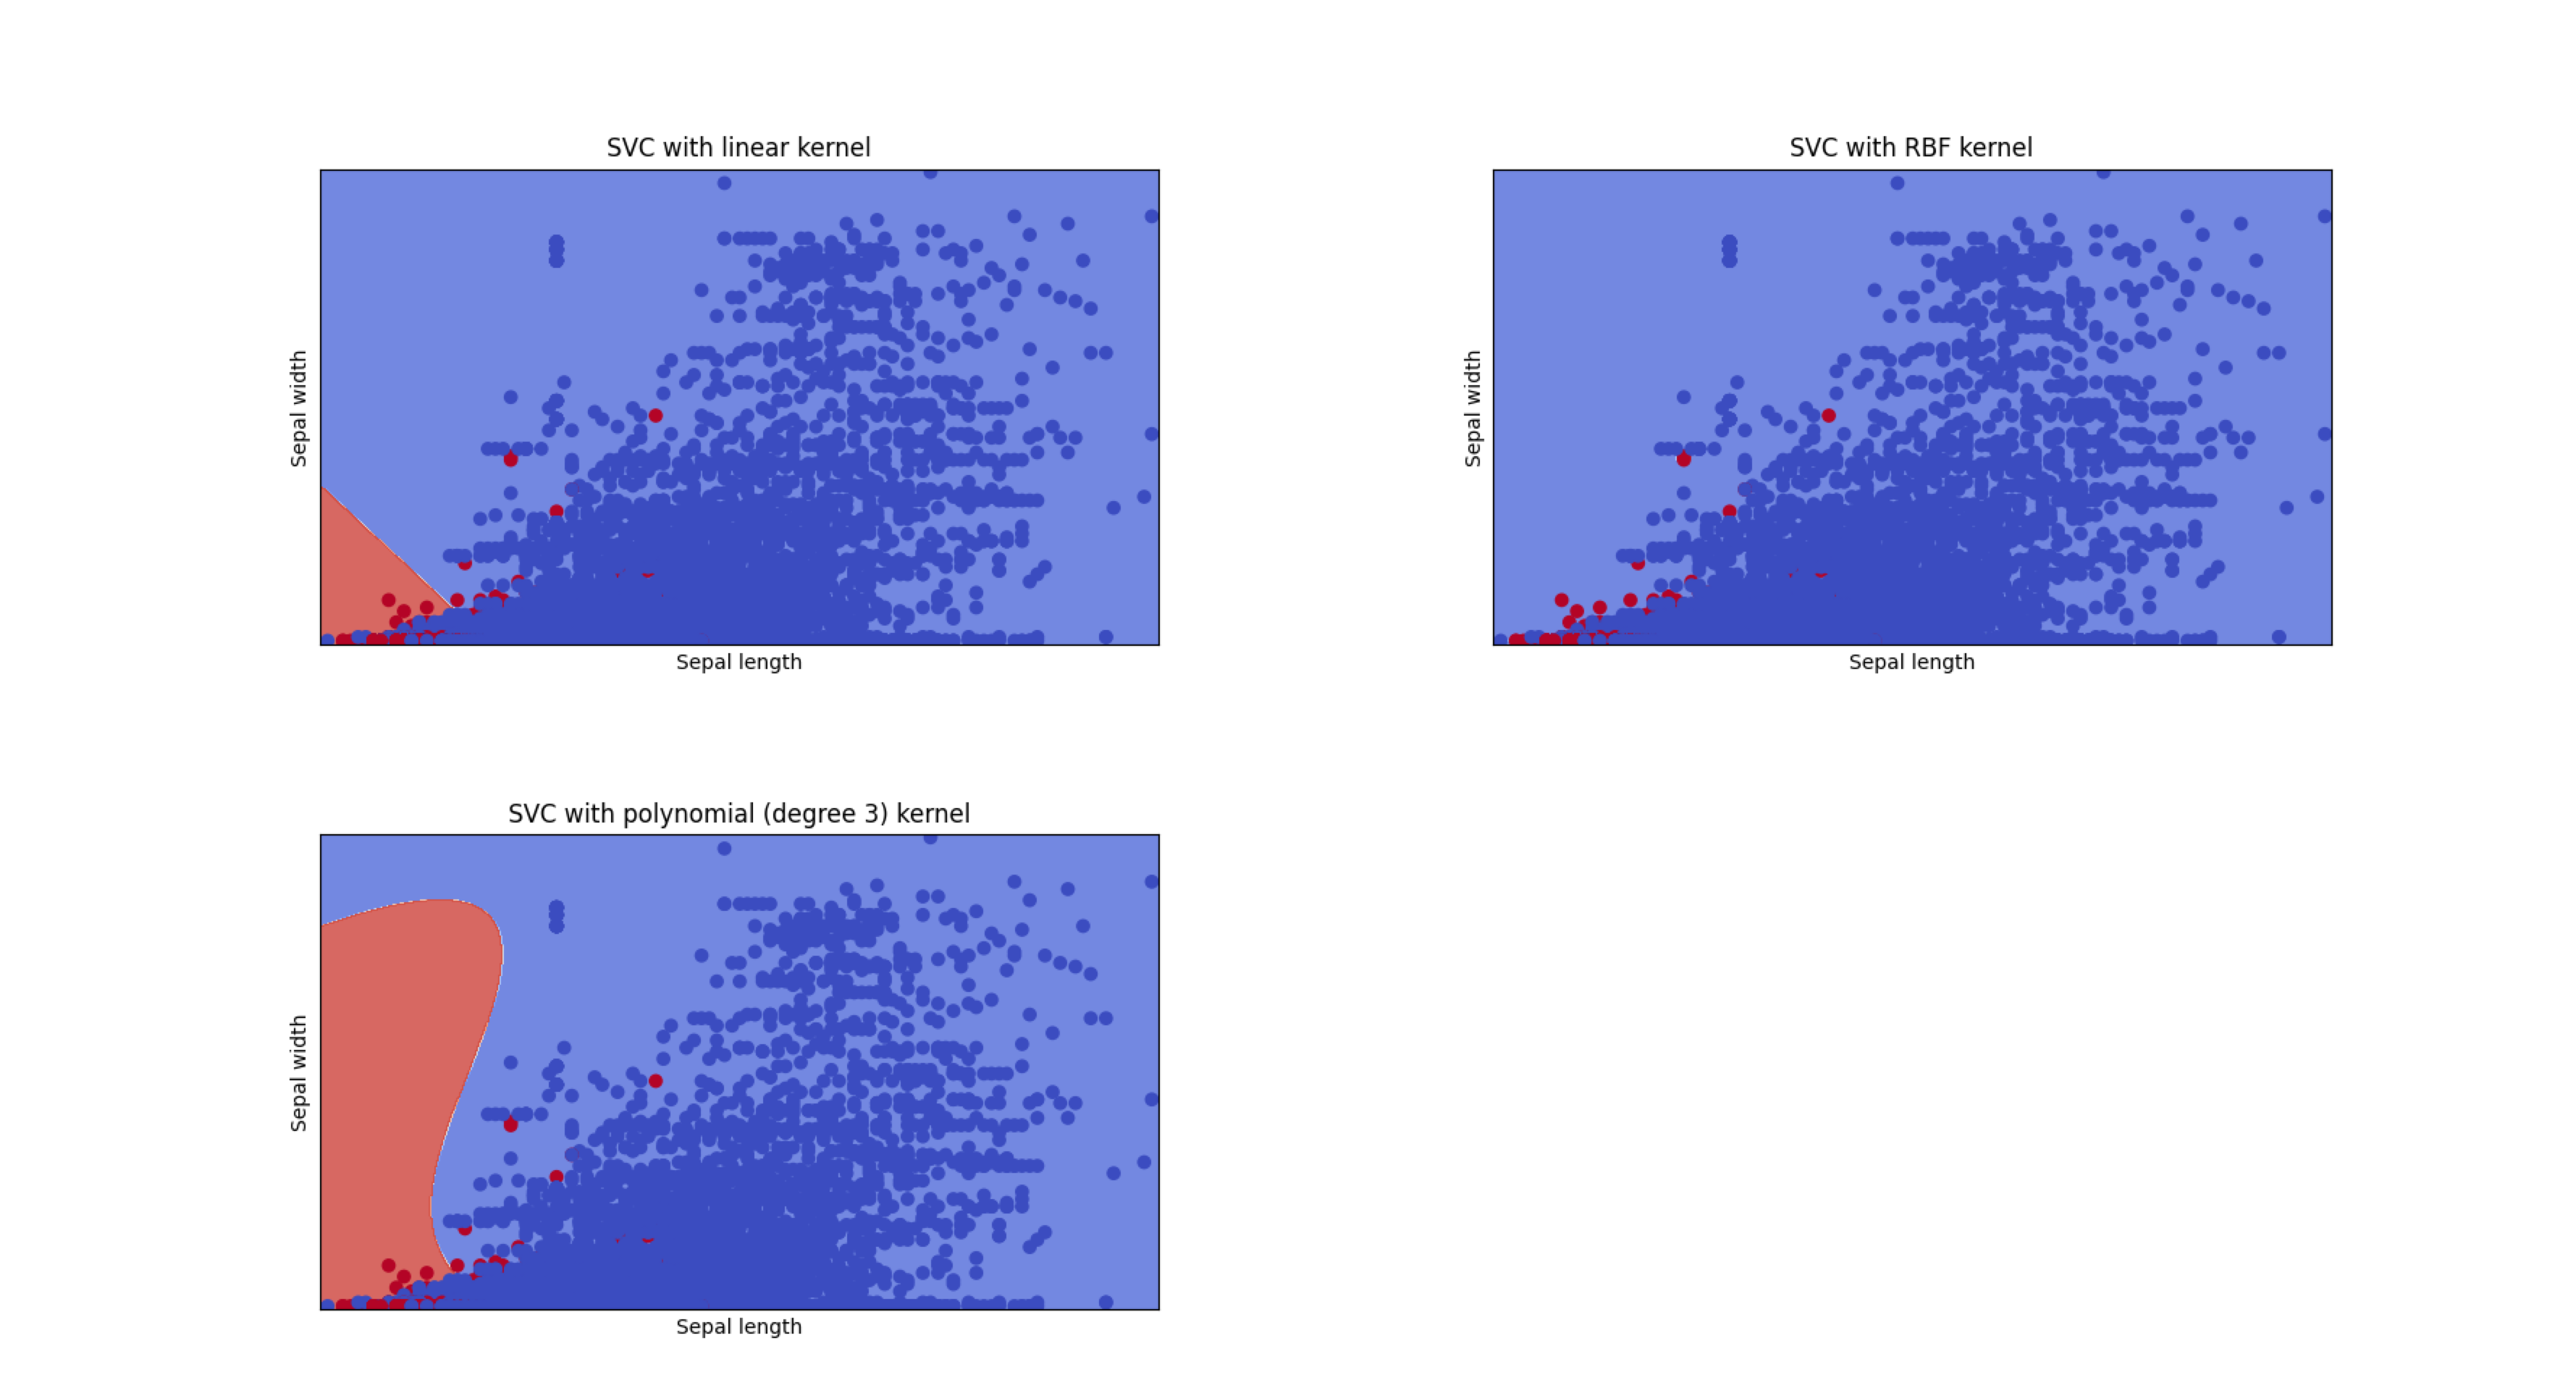 SVC with linear kernel
Sepal width
Sepal length
SVC with RBF kernel
Sepal width
Sepal length
SVC with polynomial (degree 3) kernel
Sepal width
Sepal length